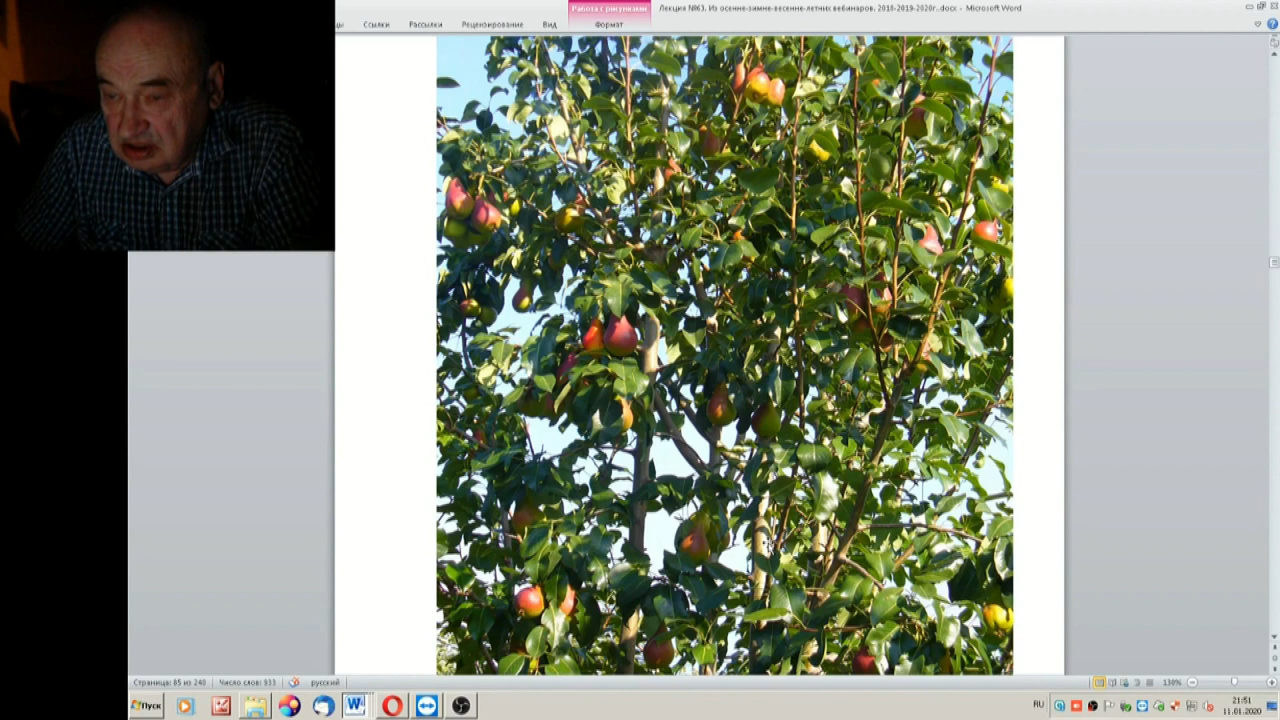 Работа с рисунками
Лекция №63. Из осенне-зимне-весенне-летних вебинаров. 2018-2019-2020г..docx - Microsoft Word
Ссылки Рассылки Рецензирование Вид Формат
Страница: 85 из 240 Число слов: 933 русский 130%
Пуск RU 21:51
11.01.2020